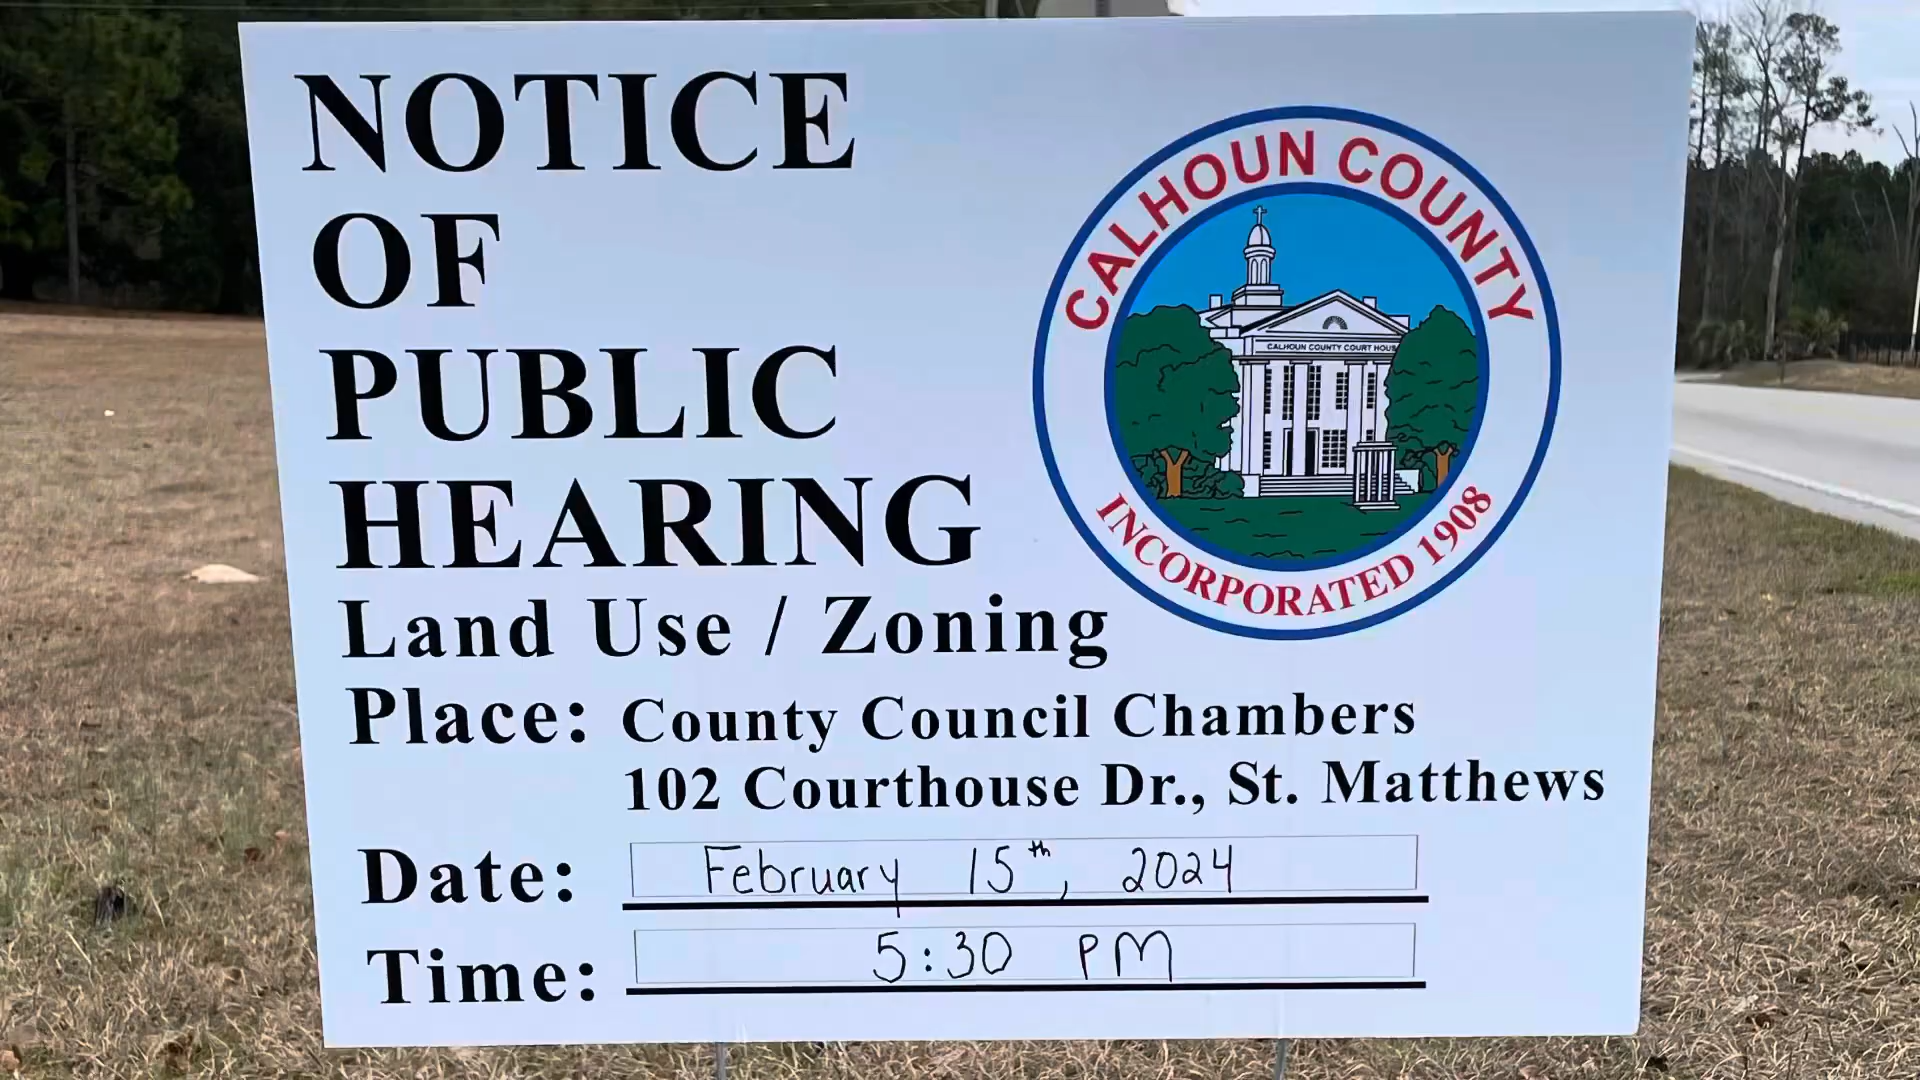 NOTICE
OF
PUBLIC
HEARING
Land Use / Zoning
Place: County Council Chambers
102 Courthouse Dr., St. Matthews
Date: February 15th, 2024
Time: 5:30 PM
CALHOUN COUNTY
CALHOUN COUNTY COURT HOUS
INCORPORATED 1908